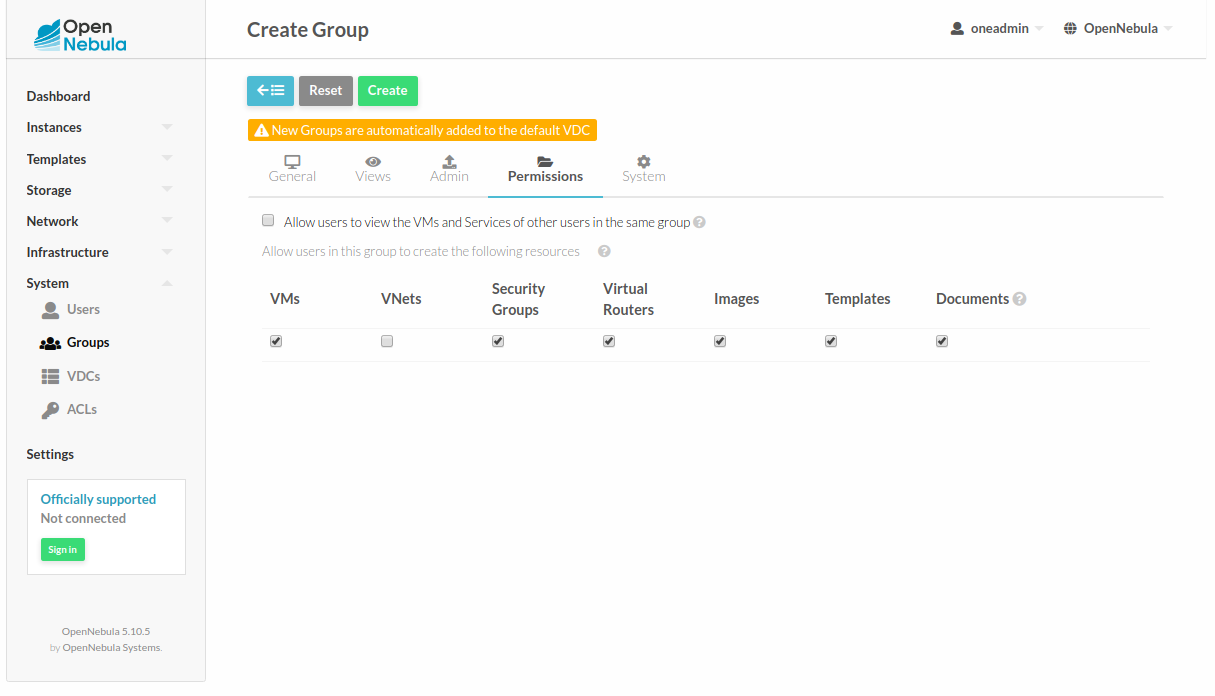 Open
Nebula
Create Group
oneadmin
OpenNebula
Dashboard
Instances
Templates
Storage
Network
Infrastructure
System
Users
Groups
VDCs
ACLs
Settings
Officially supported
Not connected
Sign in
OpenNebula 5.10.5
by OpenNebula Systems.
Reset
Create
New Groups are automatically added to the default VDC
General
Views
Admin
Permissions
System
Allow users to view the VMs and Services of other users in the same group
Allow users in this group to create the following resources
VMs
VNets
Security
Groups
Virtual
Routers
Images
Templates
Documents